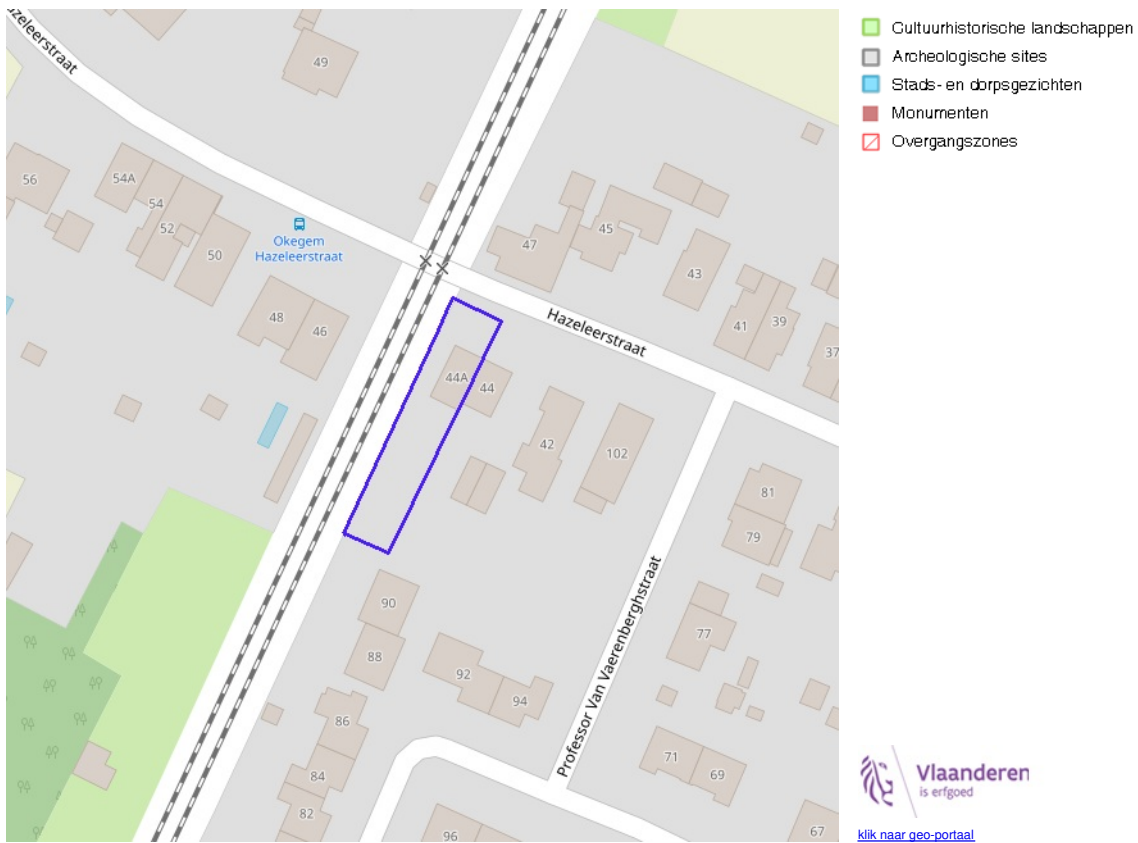 Hazeleerstraat
49
56
54A
54
52
50
Okegem
Hazeleerstraat
48
46
47
45
43
41
39
37
Hazeleerstraat
44A
44
42
102
81
79
90
88
77
92
94
86
84
82
96
71
69
67
Professor Van Vaerenberghstraat
Cultuurhistorische landschappen
Archeologische sites
Stads- en dorpsgezichten
Monumenten
Overgangszones
Vlaanderen
is erfgoed
klik naar geo-portaal